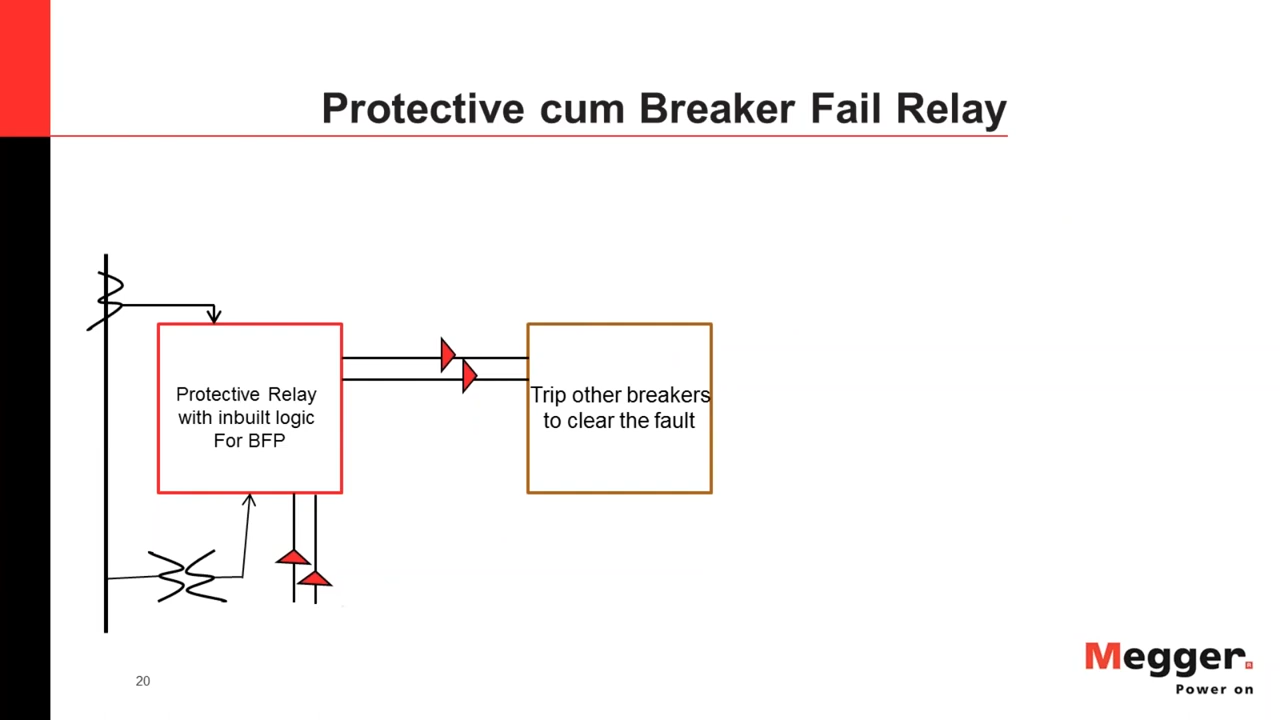 Protective cum Breaker Fail Relay
Protective Relay
with inbuilt logic
For BFP
Trip other breakers
to clear the fault
20
Megger
Power on